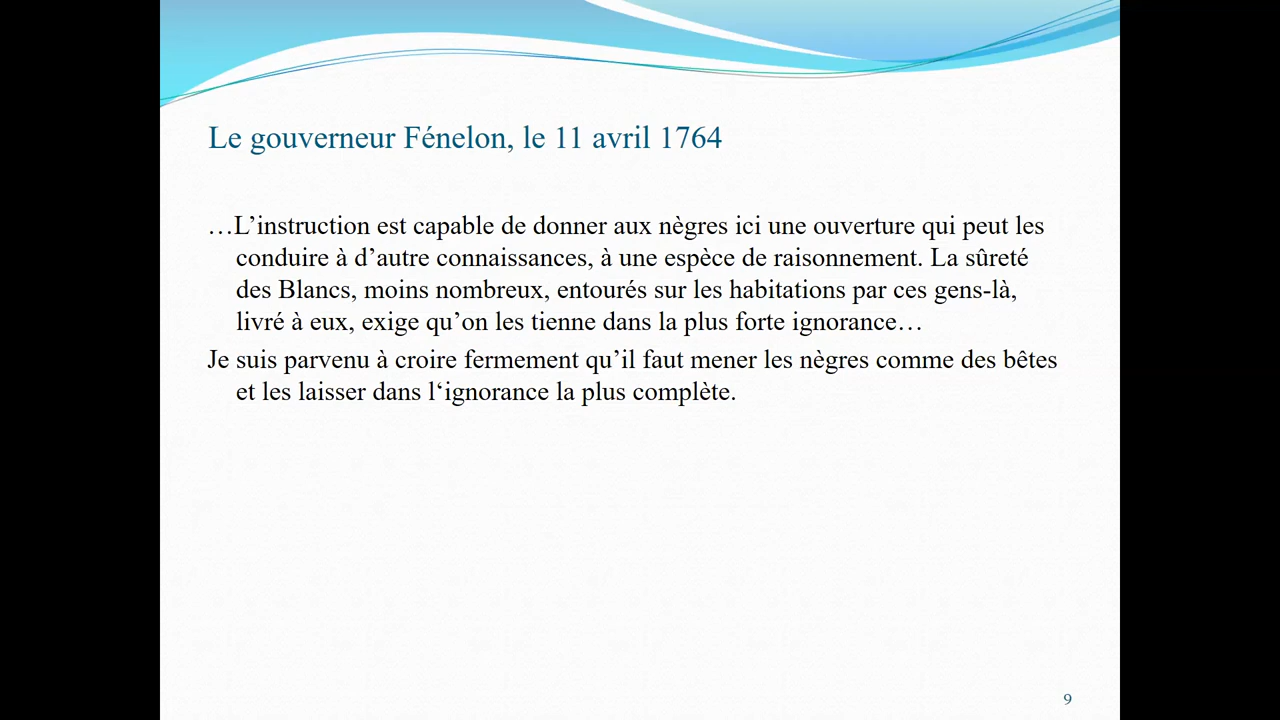 Le gouverneur Fénelon, le 11 avril 1764
…L’instruction est capable de donner aux nègres ici une ouverture qui peut les
conduire à d’autre connaissances, à une espèce de raisonnement. La sûreté
des Blancs, moins nombreux, entourés sur les habitations par ces gens-là,
livré à eux, exige qu’on les tienne dans la plus forte ignorance…
Je suis parvenu à croire fermement qu’il faut mener les nègres comme des bêtes
et les laisser dans l‘ignorance la plus complète.
9